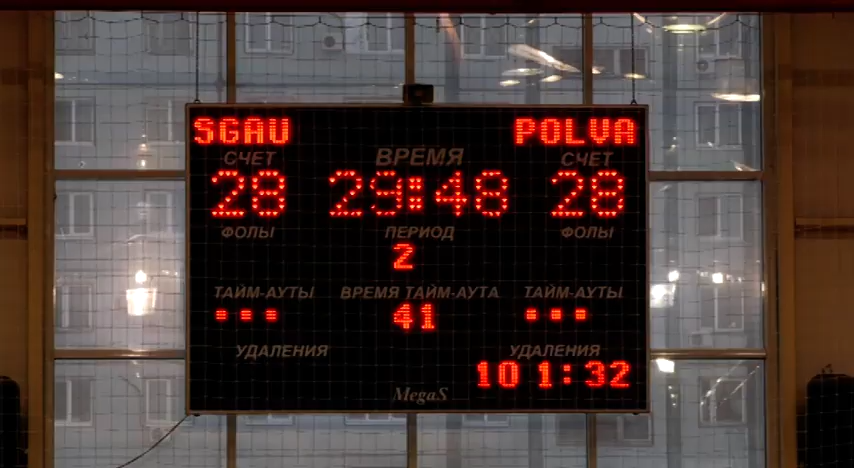 SGAU POLVA
СЧЕТ ВРЕМЯ СЧЕТ
28 29:48 28
ФОЛЫ ПЕРИОД ФОЛЫ
2
ТАЙМ-АУТЫ ВРЕМЯ ТАЙМ-АУТА ТАЙМ-АУТЫ
41
УДАЛЕНИЯ УДАЛЕНИЯ
10 1:32
MegaS